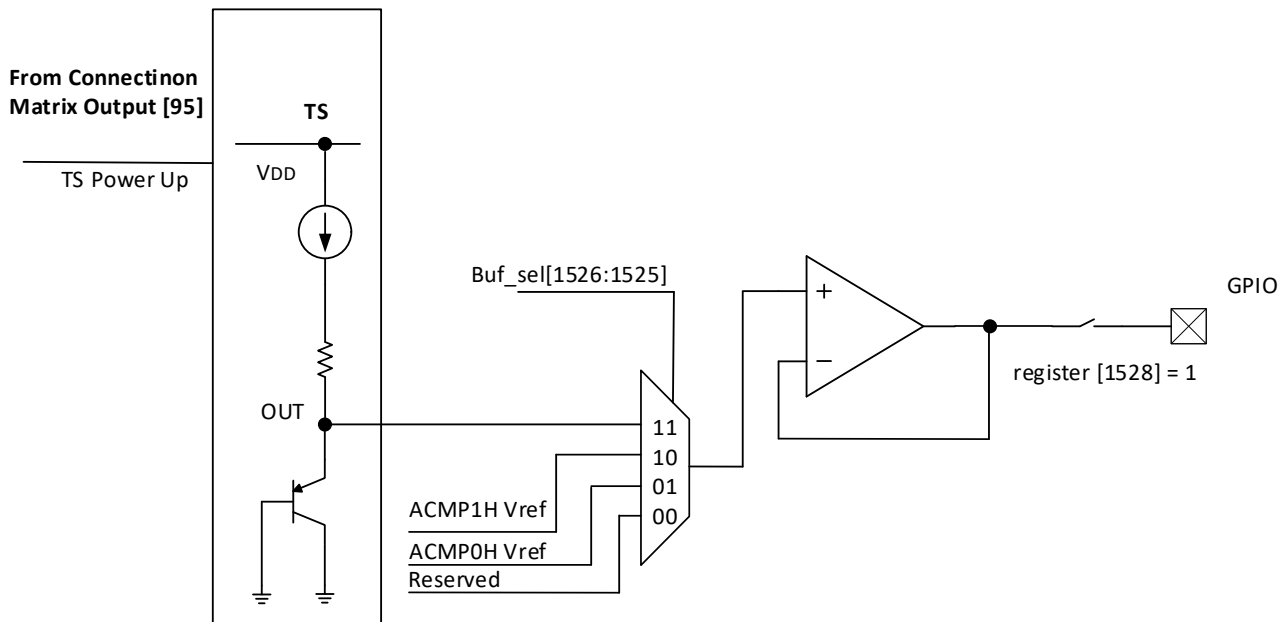 From Connectinon
Matrix Output [95]
TS Power Up
TS
VDD
OUT
Buf_sel[1526:1525]
11
10
01
00
ACMP1H Vref
ACMP0H Vref
Reserved
+
−
GPIO
register [1528] = 1